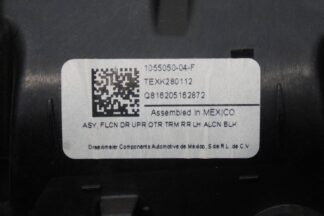 1055050-04-F
TEXK280112
Q816205162872
Assembled in MEXICO
ASY, FLCN DR UPR OTR TRM RR LH ALCN BLK
Draexlmaier Components Automotive de Mexico, S de R.L. de C.V